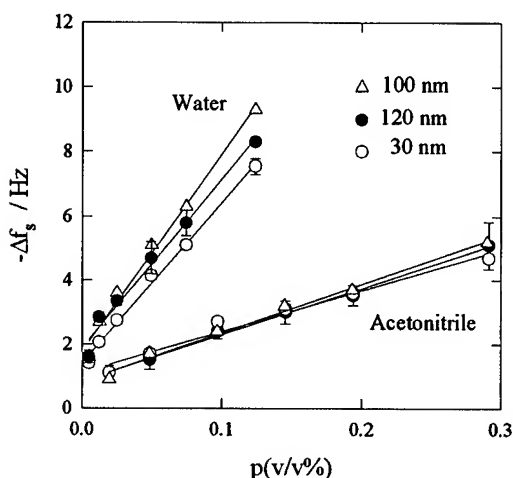 12
10
8
6
4
2
0
-Δfs / Hz
Water
100 nm
120 nm
30 nm
Acetonitrile
0.0
0.1
0.2
0.3
p(v/v%)